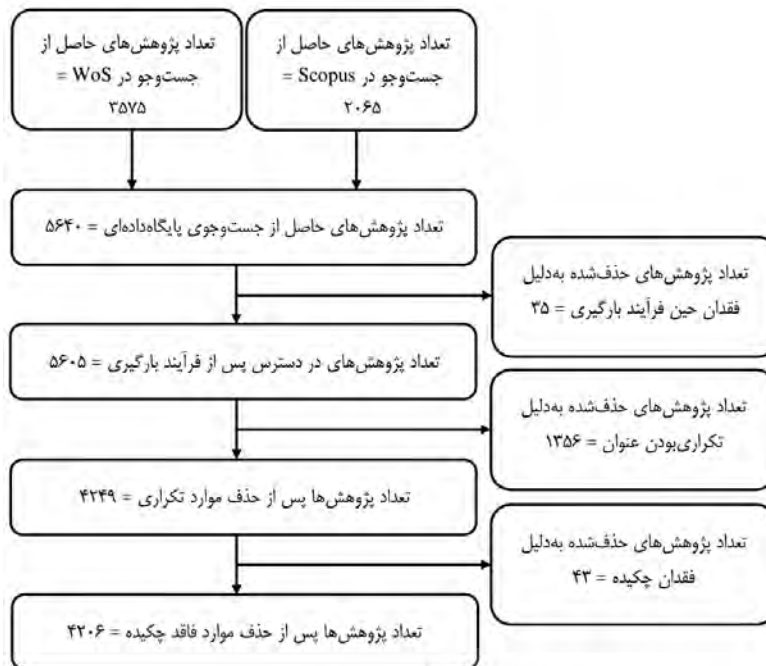 تعداد پژوهش‌های حاصل از
جست‌وجو در Scopus =
۲۰۶۵
تعداد پژوهش‌های حاصل از
جست‌وجو در WoS =
۳۵۷۵
تعداد پژوهش‌های حاصل از جست‌وجوی پایگاه‌داده‌ای = ۵۶۴۰
تعداد پژوهش‌های حذف‌شده به‌دلیل
فقدان حین فرآیند بارگیری = ۳۵
تعداد پژوهش‌های در دسترس پس از فرآیند بارگیری = ۵۶۰۵
تعداد پژوهش‌های حذف‌شده به‌دلیل
تکراری‌بودن عنوان = ۱۳۵۶
تعداد پژوهش‌ها پس از حذف موارد تکراری = ۴۲۴۹
تعداد پژوهش‌های حذف‌شده به‌دلیل
فقدان چکیده = ۴۳
تعداد پژوهش‌ها پس از حذف موارد فاقد چکیده = ۴۲۰۶